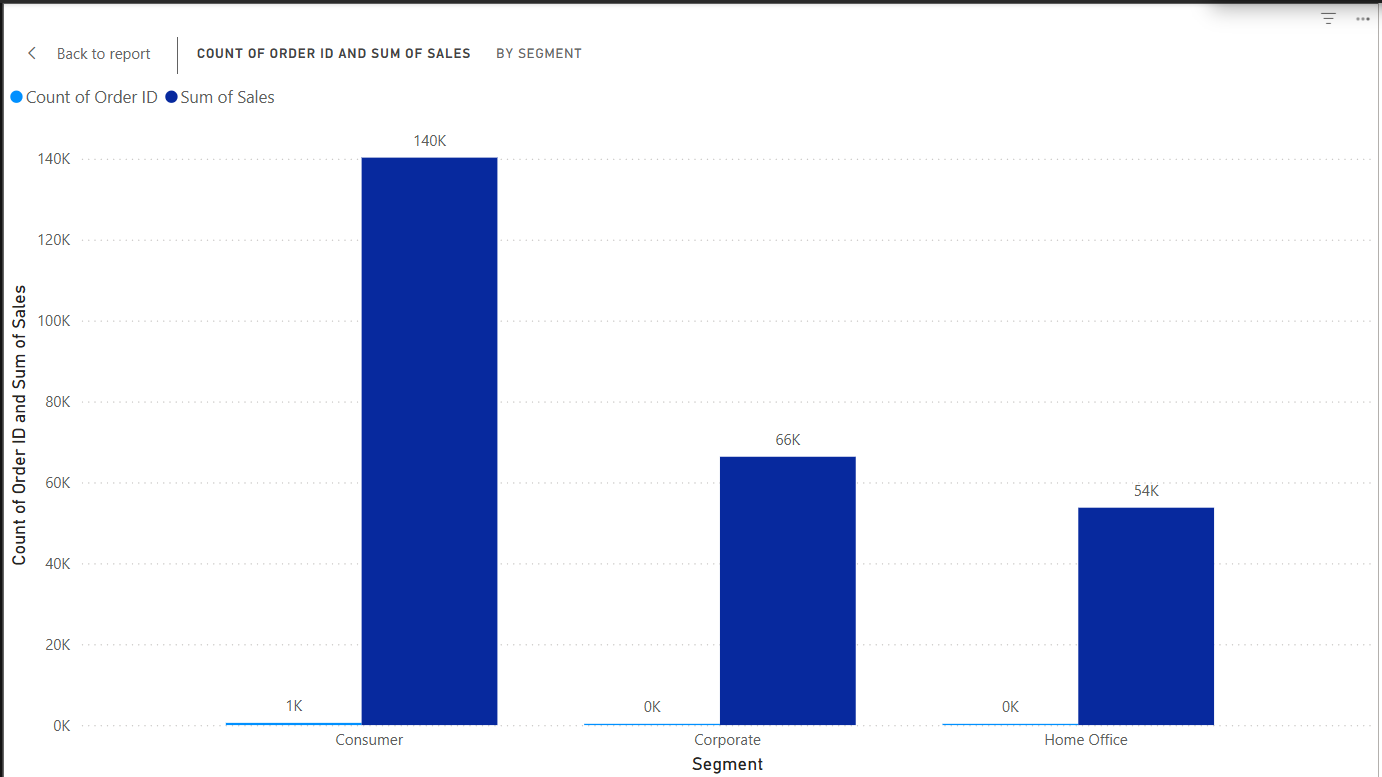 Back to report
COUNT OF ORDER ID AND SUM OF SALES BY SEGMENT
Count of Order ID Sum of Sales
Count of Order ID and Sum of Sales
140K
120K
100K
80K
60K
40K
20K
0K
1K
140K
0K
66K
0K
54K
Consumer
Corporate
Home Office
Segment